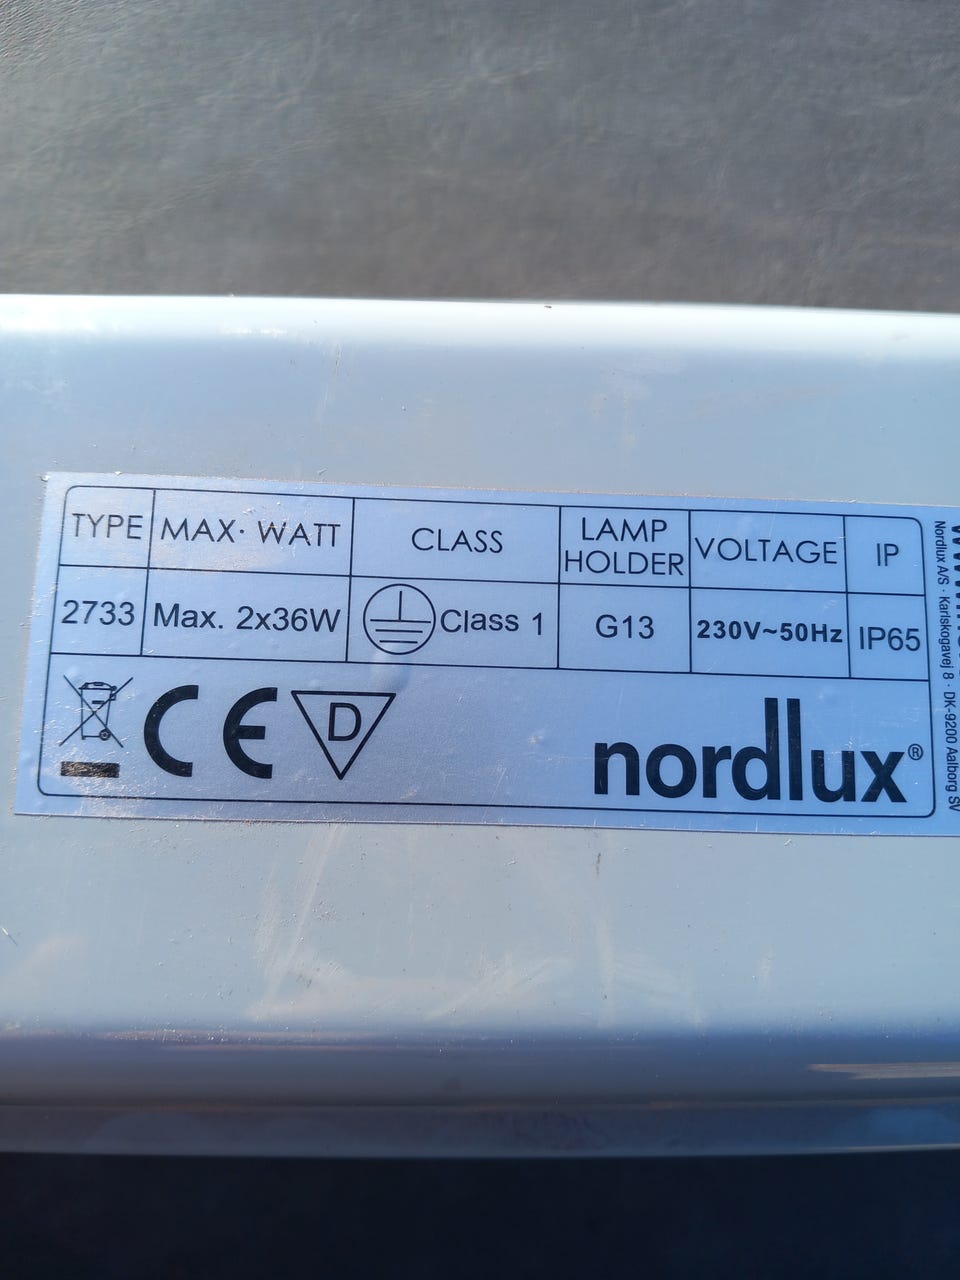 TYPE MAX· WATT CLASS LAMP HOLDER VOLTAGE IP
2733 Max. 2x36W Class 1 G13 230V~50Hz IP65
CE D nordlux®
Nordlux A/S · Karlskogavej 8 · DK-9200 Aalborg SV